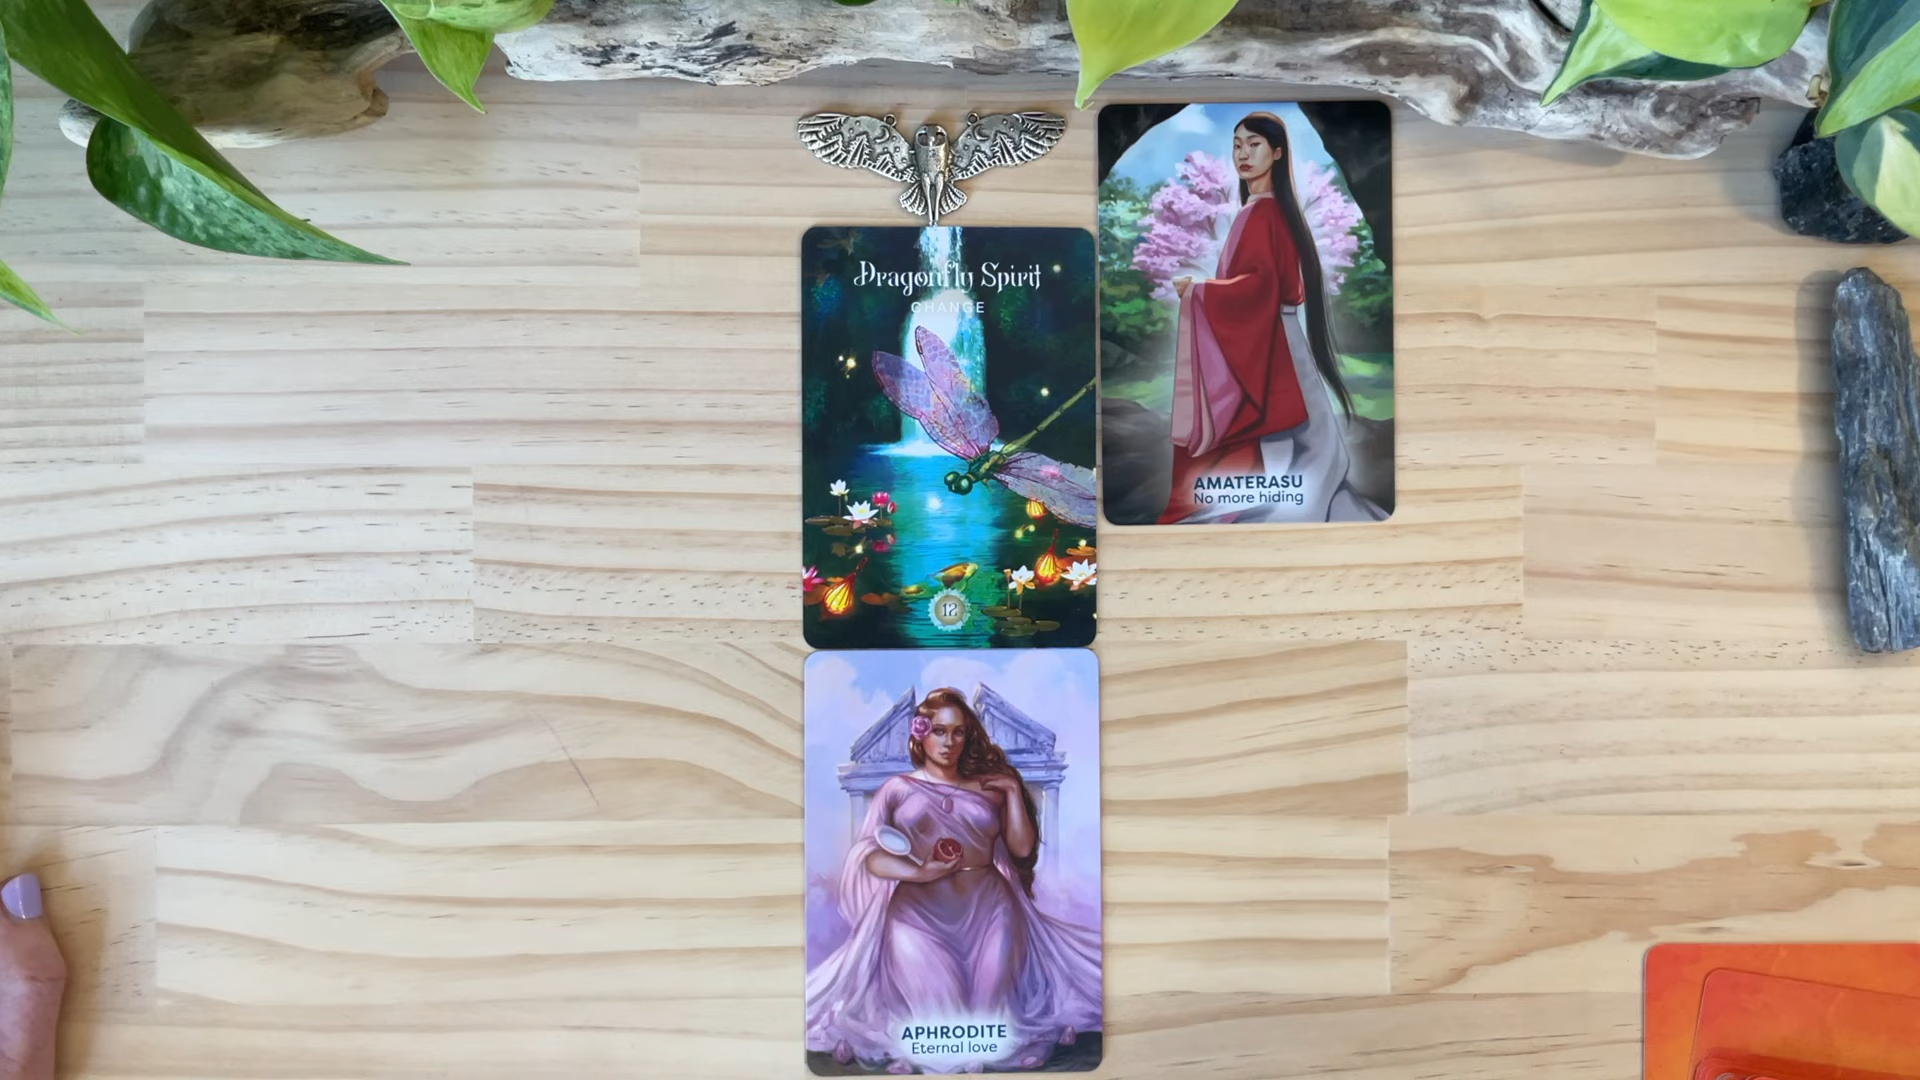 Dragonfly Spirit
CHANGE
12
AMATERASU
No more hiding
APHRODITE
Eternal love